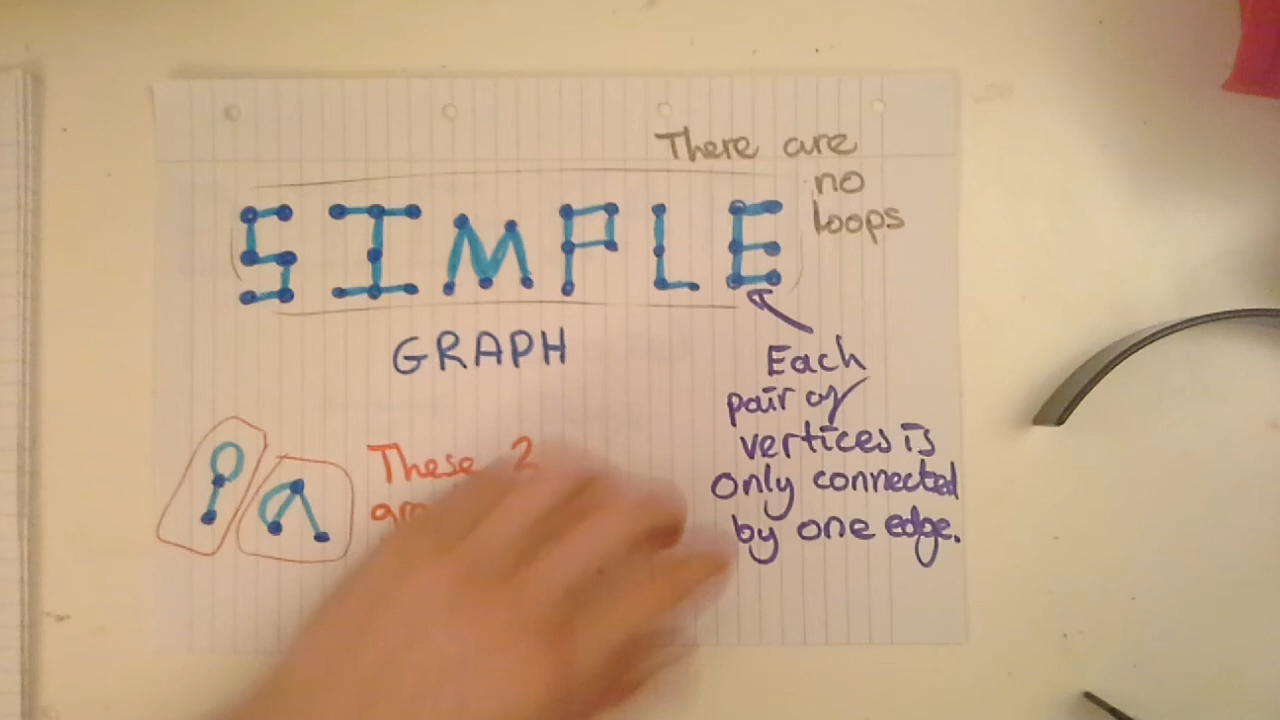 There are
no
loops
SIMPLE
GRAPH
Each
pair of
vertices is
only connected
by one edge.
These 2